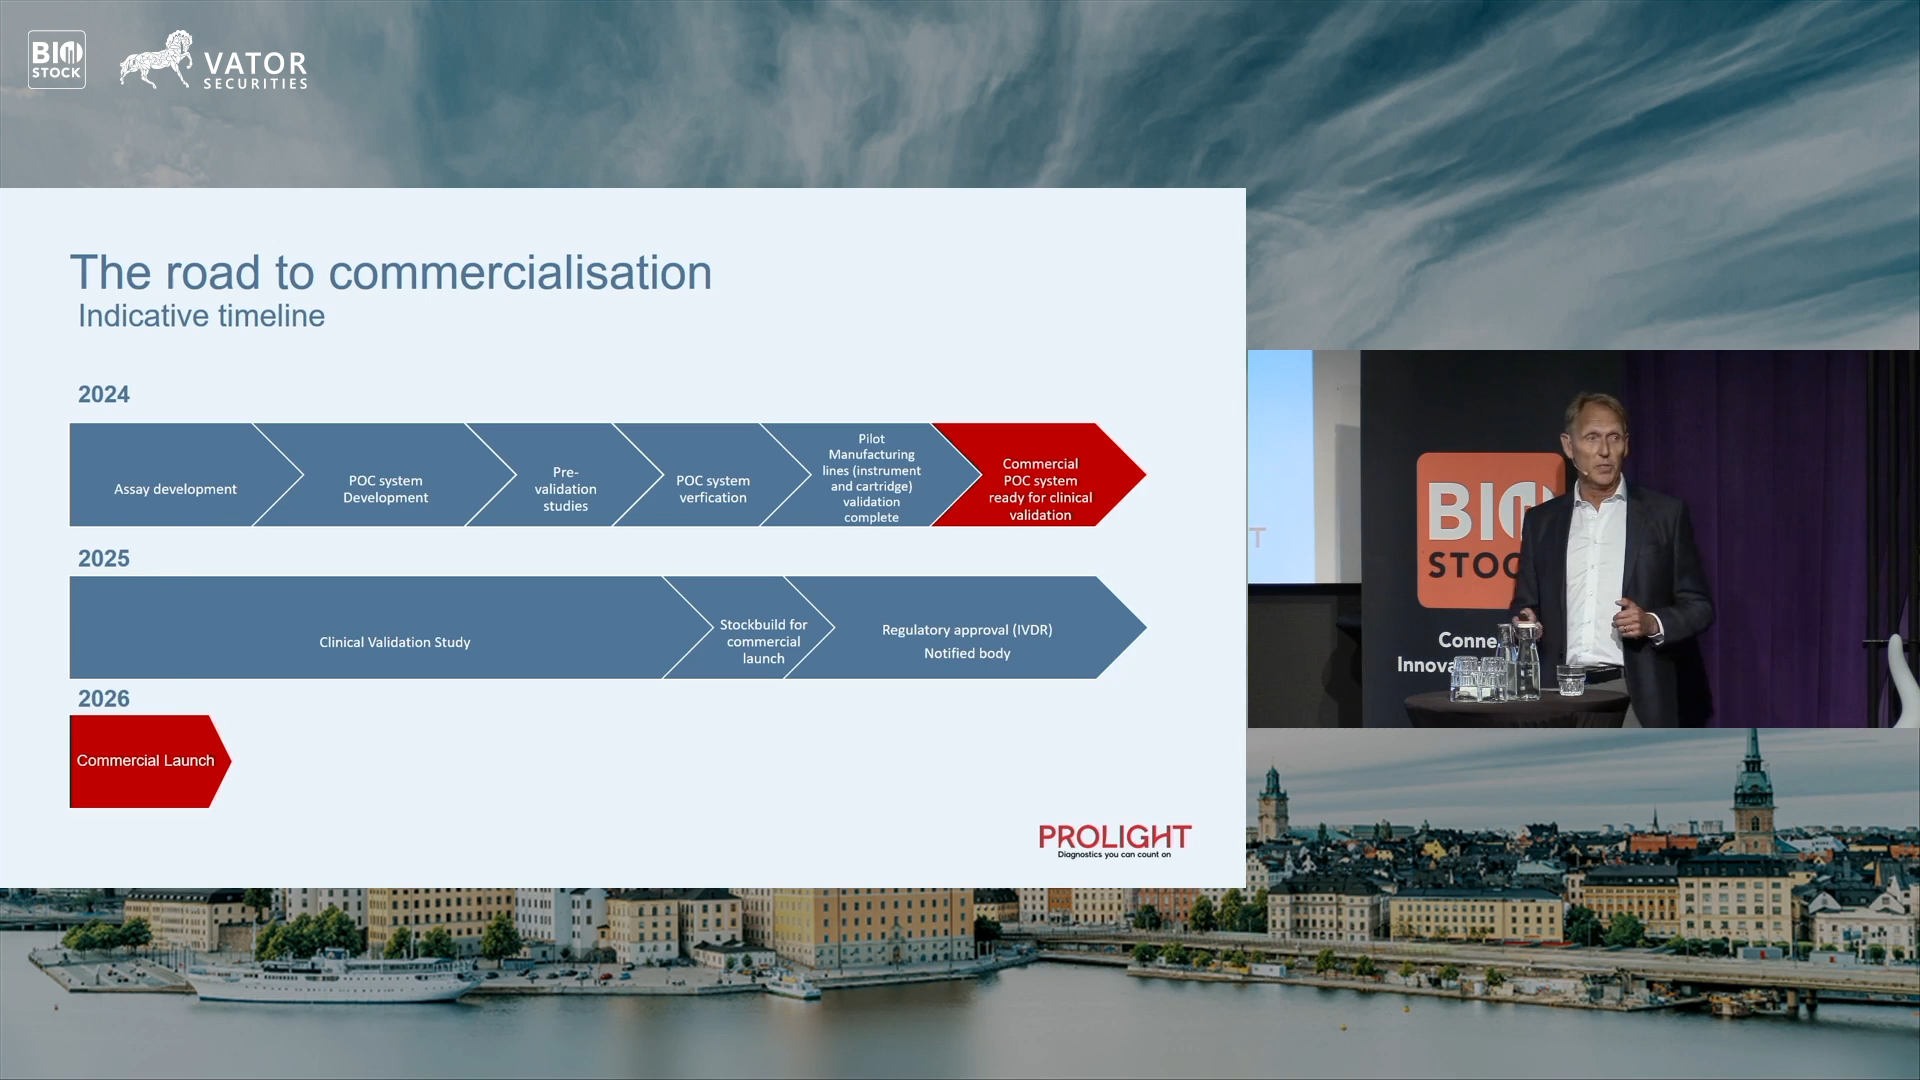 BIO
STOCK
VATOR
SECURITIES
The road to commercialisation
Indicative timeline
2024
Assay development
POC system
Development
Pre-
validation
studies
POC system
verfication
Pilot
Manufacturing
lines (instrument
and cartridge)
validation
complete
Commercial
POC system
ready for clinical
validation
2025
Clinical Validation Study
Stockbuild for
commercial
launch
Regulatory approval (IVDR)
Notified body
2026
Commercial Launch
PROLIGHT
Diagnostics you can count on
T
BIO
STOC
Conne
Innova